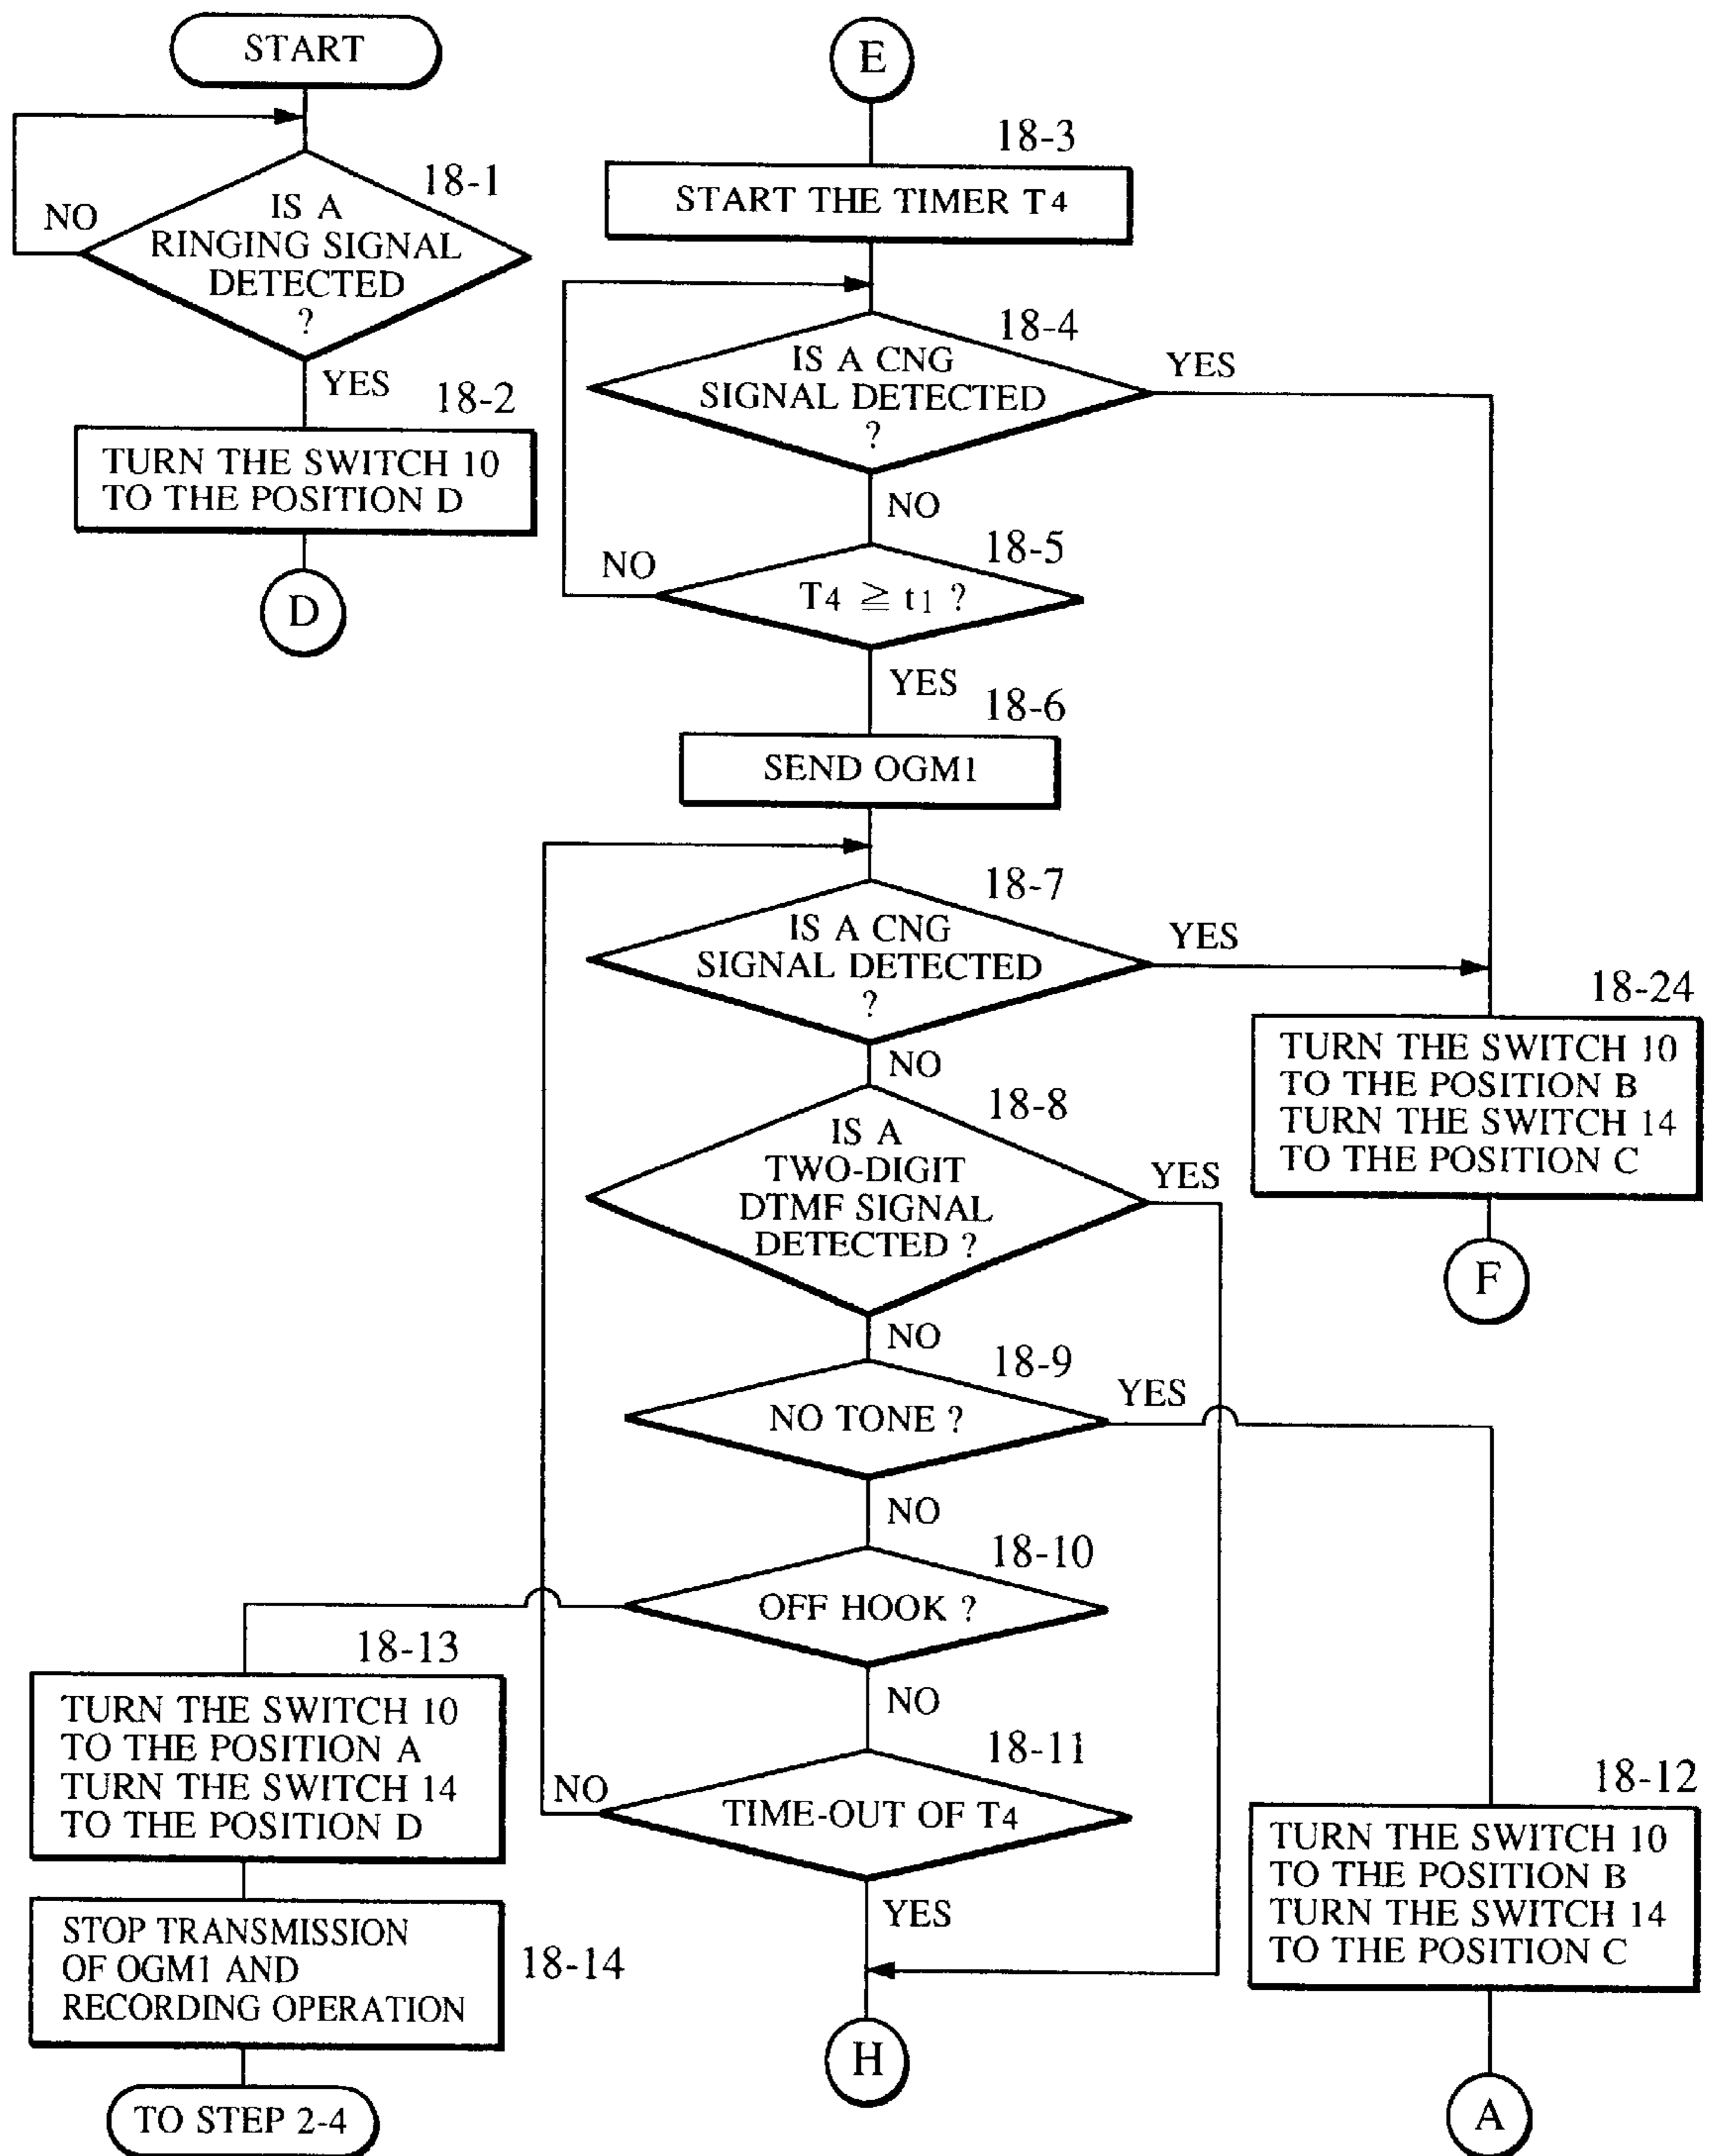 START
18-1
IS A
RINGING SIGNAL
DETECTED
?
NO
YES
18-2
TURN THE SWITCH 10
TO THE POSITION D
D
E
18-3
START THE TIMER T4
18-4
IS A CNG
SIGNAL DETECTED
?
YES
NO
18-5
T4 ≧ t1 ?
NO
YES
18-6
SEND OGM1
18-7
IS A CNG
SIGNAL DETECTED
?
YES
NO
18-24
TURN THE SWITCH 10
TO THE POSITION B
TURN THE SWITCH 14
TO THE POSITION C
F
18-8
IS A
TWO-DIGIT
DTMF SIGNAL
DETECTED ?
YES
NO
18-9
NO TONE ?
YES
NO
18-10
OFF HOOK ?
NO
18-11
TIME-OUT OF T4
NO
YES
H
18-13
TURN THE SWITCH 10
TO THE POSITION A
TURN THE SWITCH 14
TO THE POSITION D
18-14
STOP TRANSMISSION
OF OGM1 AND
RECORDING OPERATION
TO STEP 2-4
18-12
TURN THE SWITCH 10
TO THE POSITION B
TURN THE SWITCH 14
TO THE POSITION C
A